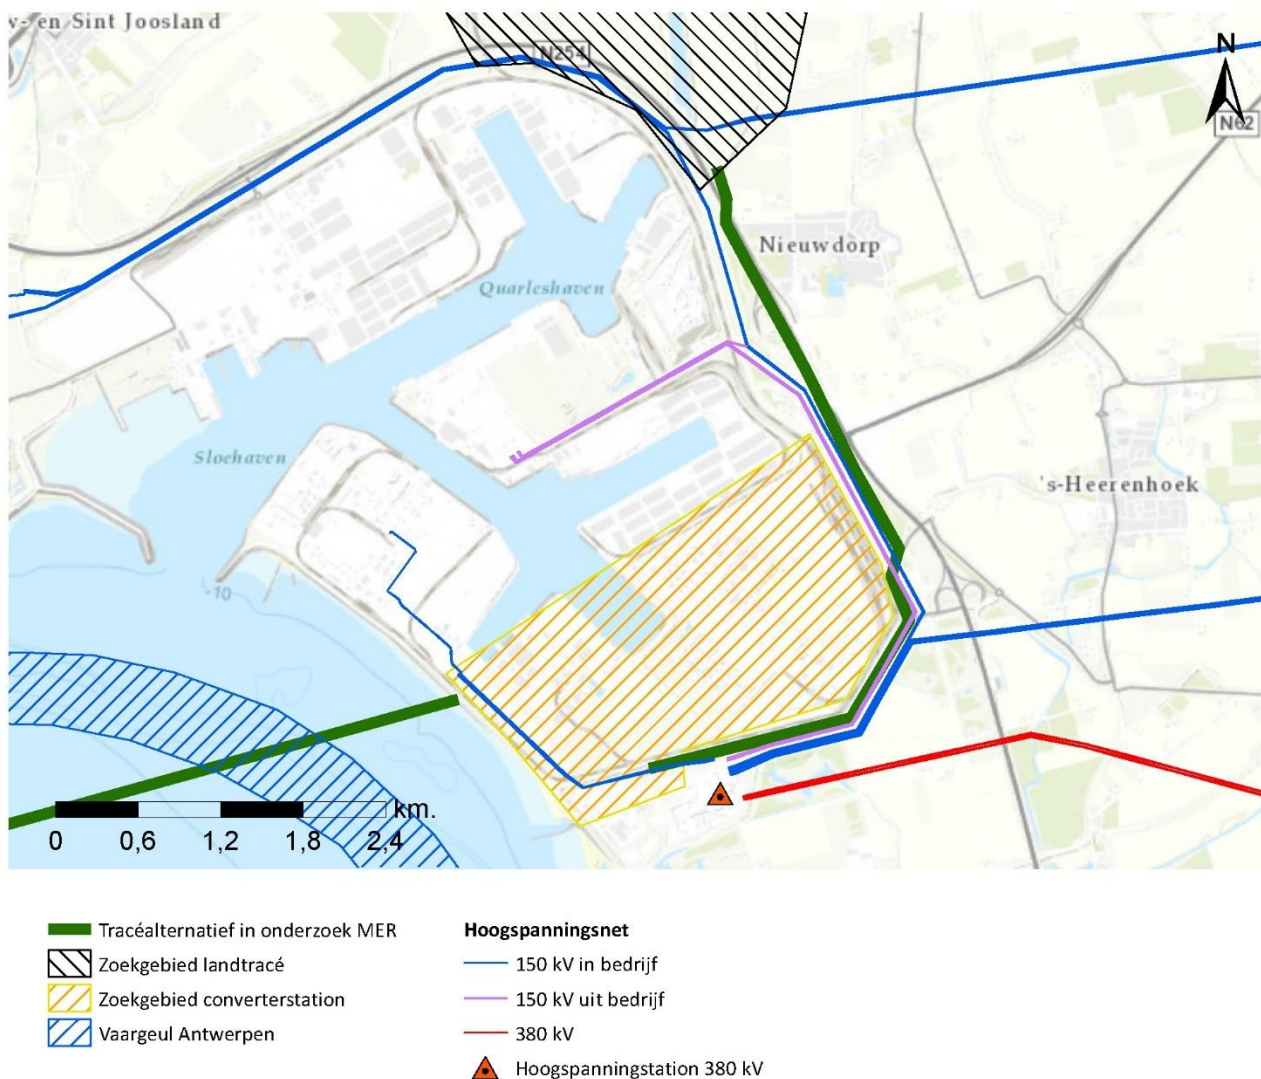 w- en Sint Joosland
N254
N
N62
Nieuwdorp
Quarleshaven
Sloehaven
's-Heerenhoek
-10
km.
0 0,6 1,2 1,8 2,4
Tracéalternatief in onderzoek MER
Zoekgebied landtracé
Zoekgebied converterstation
Vaargeul Antwerpen
Hoogspanningsnet
150 kV in bedrijf
150 kV uit bedrijf
380 kV
Hoogspanningstation 380 kV